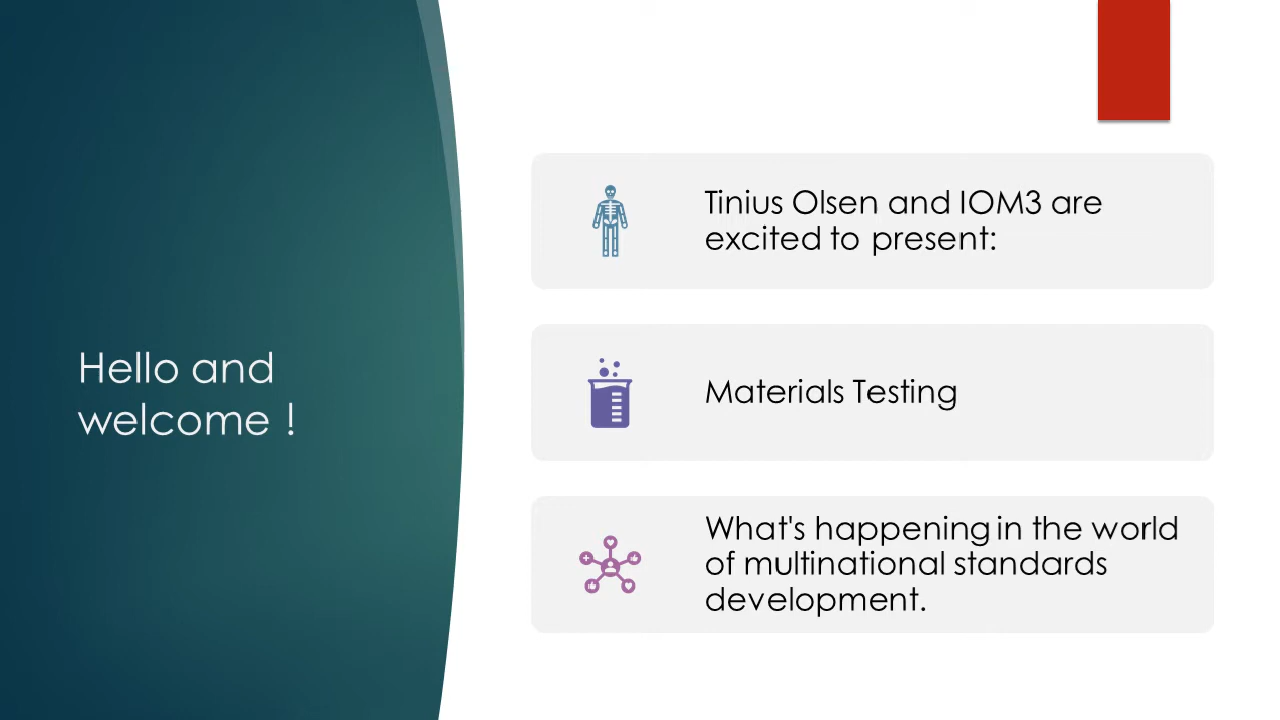 Hello and
welcome !
Tinius Olsen and IOM3 are
excited to present:
Materials Testing
What's happening in the world
of multinational standards
development.